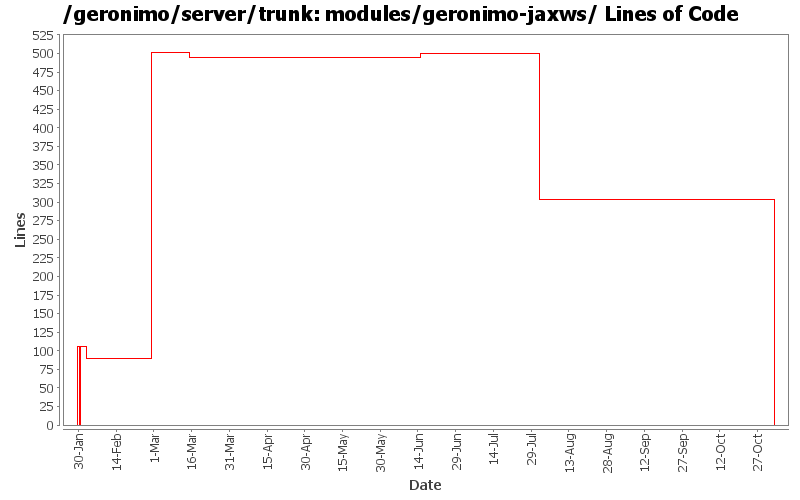 /geronimo/server/trunk: modules/geronimo-jaxws/ Lines of Code
525
500
475
450
425
400
375
350
325
300
275
250
225
200
175
150
125
100
75
50
25
0
Lines
30-Jan
14-Feb
1-Mar
16-Mar
31-Mar
15-Apr
30-Apr
15-May
30-May
14-Jun
29-Jun
14-Jul
29-Jul
13-Aug
28-Aug
12-Sep
27-Sep
12-Oct
27-Oct
Date